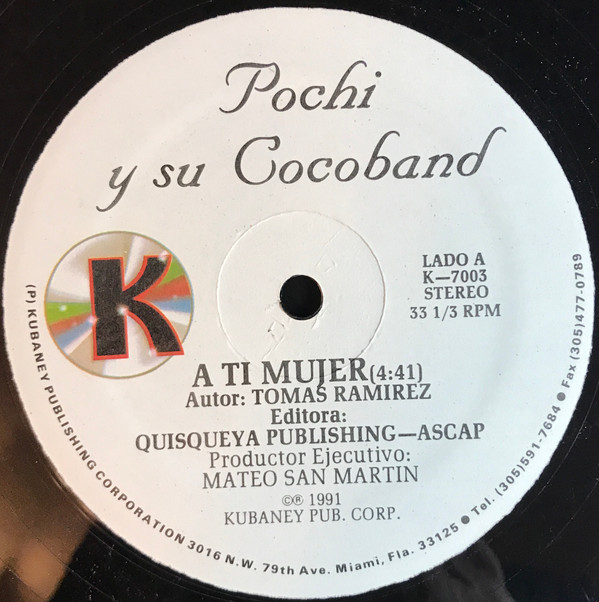 Pochi
y su Cocoband
K
LADO A
K—7003
STEREO
33 1/3 RPM
A TI MUJER (4:41)
Autor: TOMAS RAMIREZ
Editora:
QUISQUEYA PUBLISHING—ASCAP
Productor Ejecutivo:
MATEO SAN MARTIN
©® 1991
KUBANEY PUB. CORP.
(P) KUBANEY PUBLISHING CORPORATION 3016 N.W. 79th Ave. Miami, Fla. 33125 ● Tel. (305)591-7684 ● Fax (305)477-0789